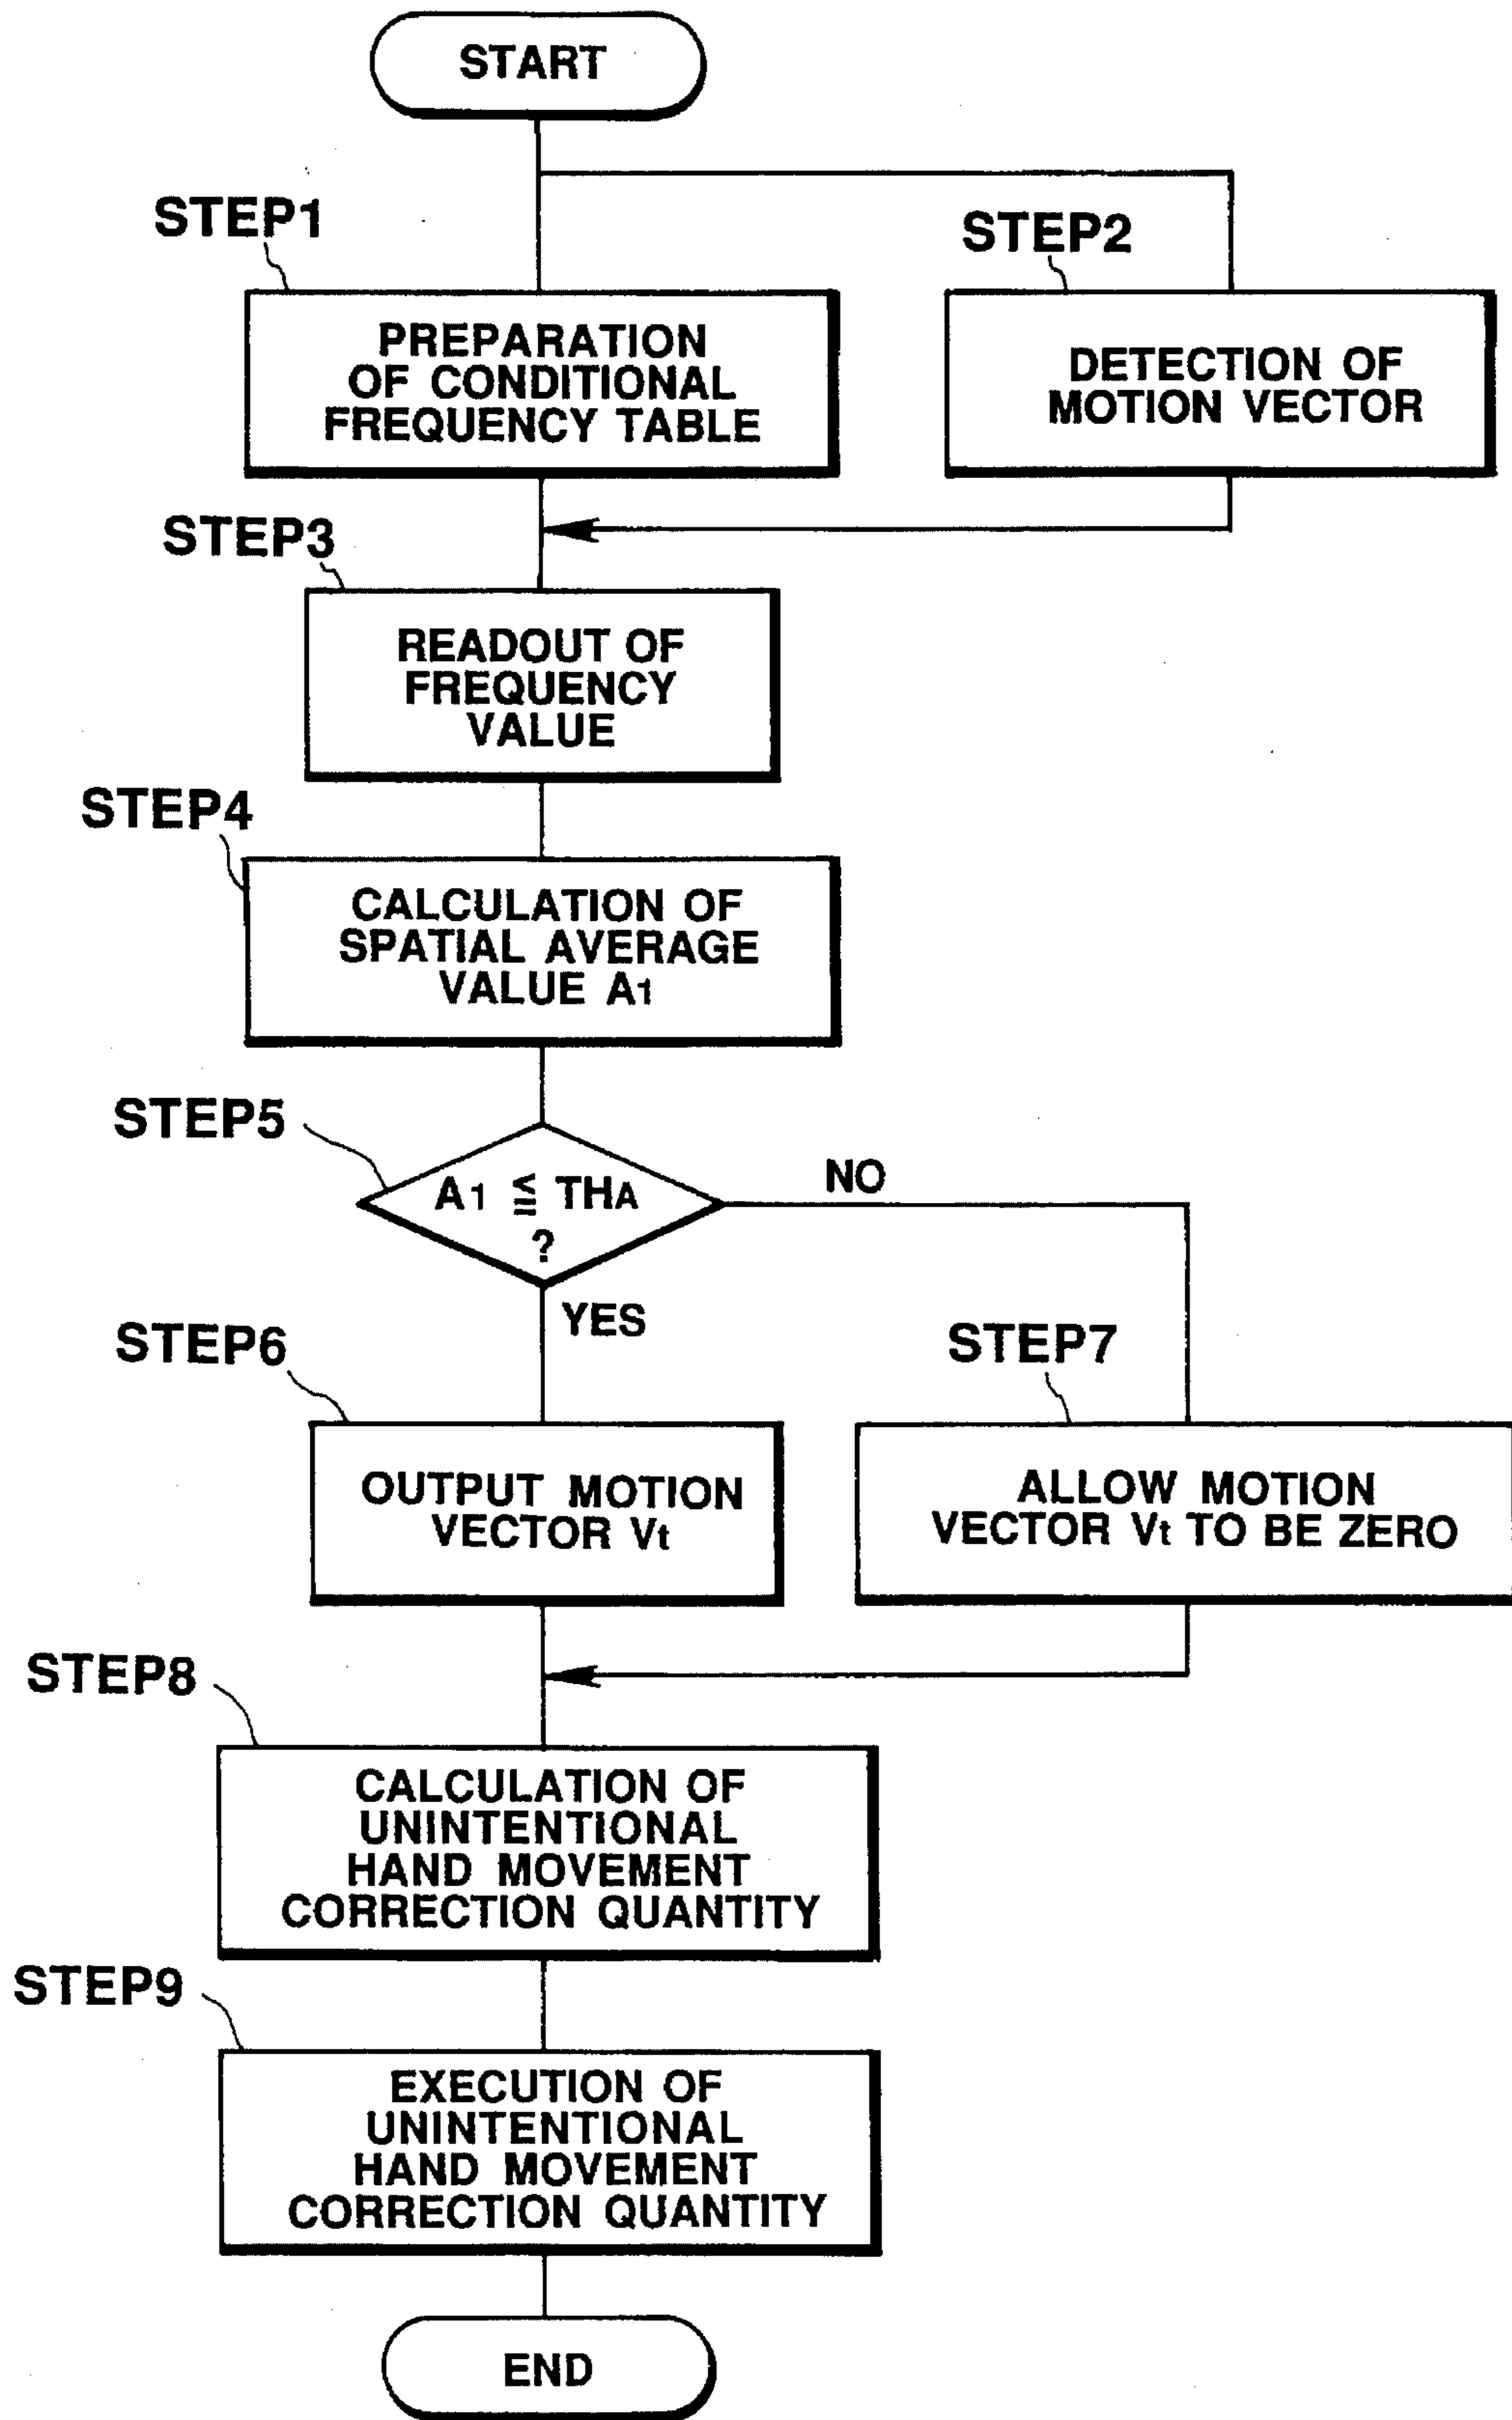 START
STEP1
STEP2
PREPARATION
OF CONDITIONAL
FREQUENCY TABLE
DETECTION OF
MOTION VECTOR
STEP3
READOUT OF
FREQUENCY
VALUE
STEP4
CALCULATION OF
SPATIAL AVERAGE
VALUE A1
STEP5
A1 ≦ THA
?
NO
YES
STEP6
STEP7
OUTPUT MOTION
VECTOR Vt
ALLOW MOTION
VECTOR Vt TO BE ZERO
STEP8
CALCULATION OF
UNINTENTIONAL
HAND MOVEMENT
CORRECTION QUANTITY
STEP9
EXECUTION OF
UNINTENTIONAL
HAND MOVEMENT
CORRECTION QUANTITY
END